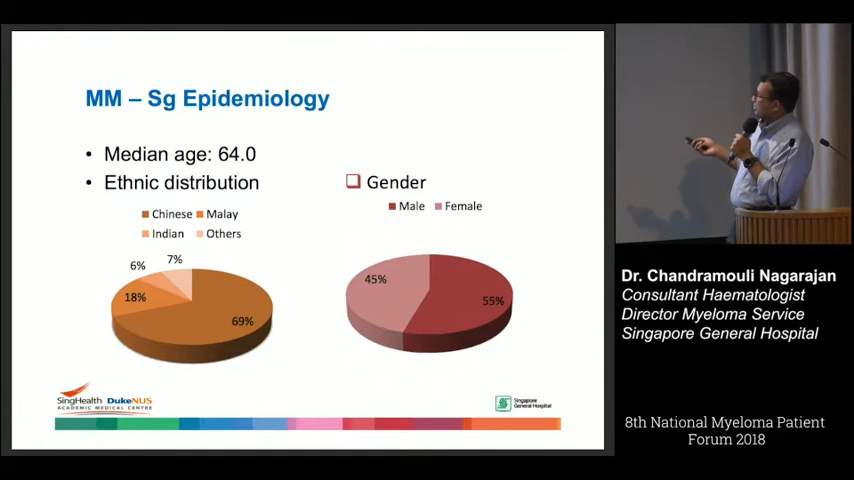 MM – Sg Epidemiology
• Median age: 64.0
• Ethnic distribution
Chinese Malay
Indian Others
6%
7%
18%
69%
Gender
Male Female
45%
55%
SingHealth DukeNUS
ACADEMIC MEDICAL CENTRE
Singapore
General Hospital
Dr. Chandramouli Nagarajan
Consultant Haematologist
Director Myeloma Service
Singapore General Hospital
8th National Myeloma Patient
Forum 2018